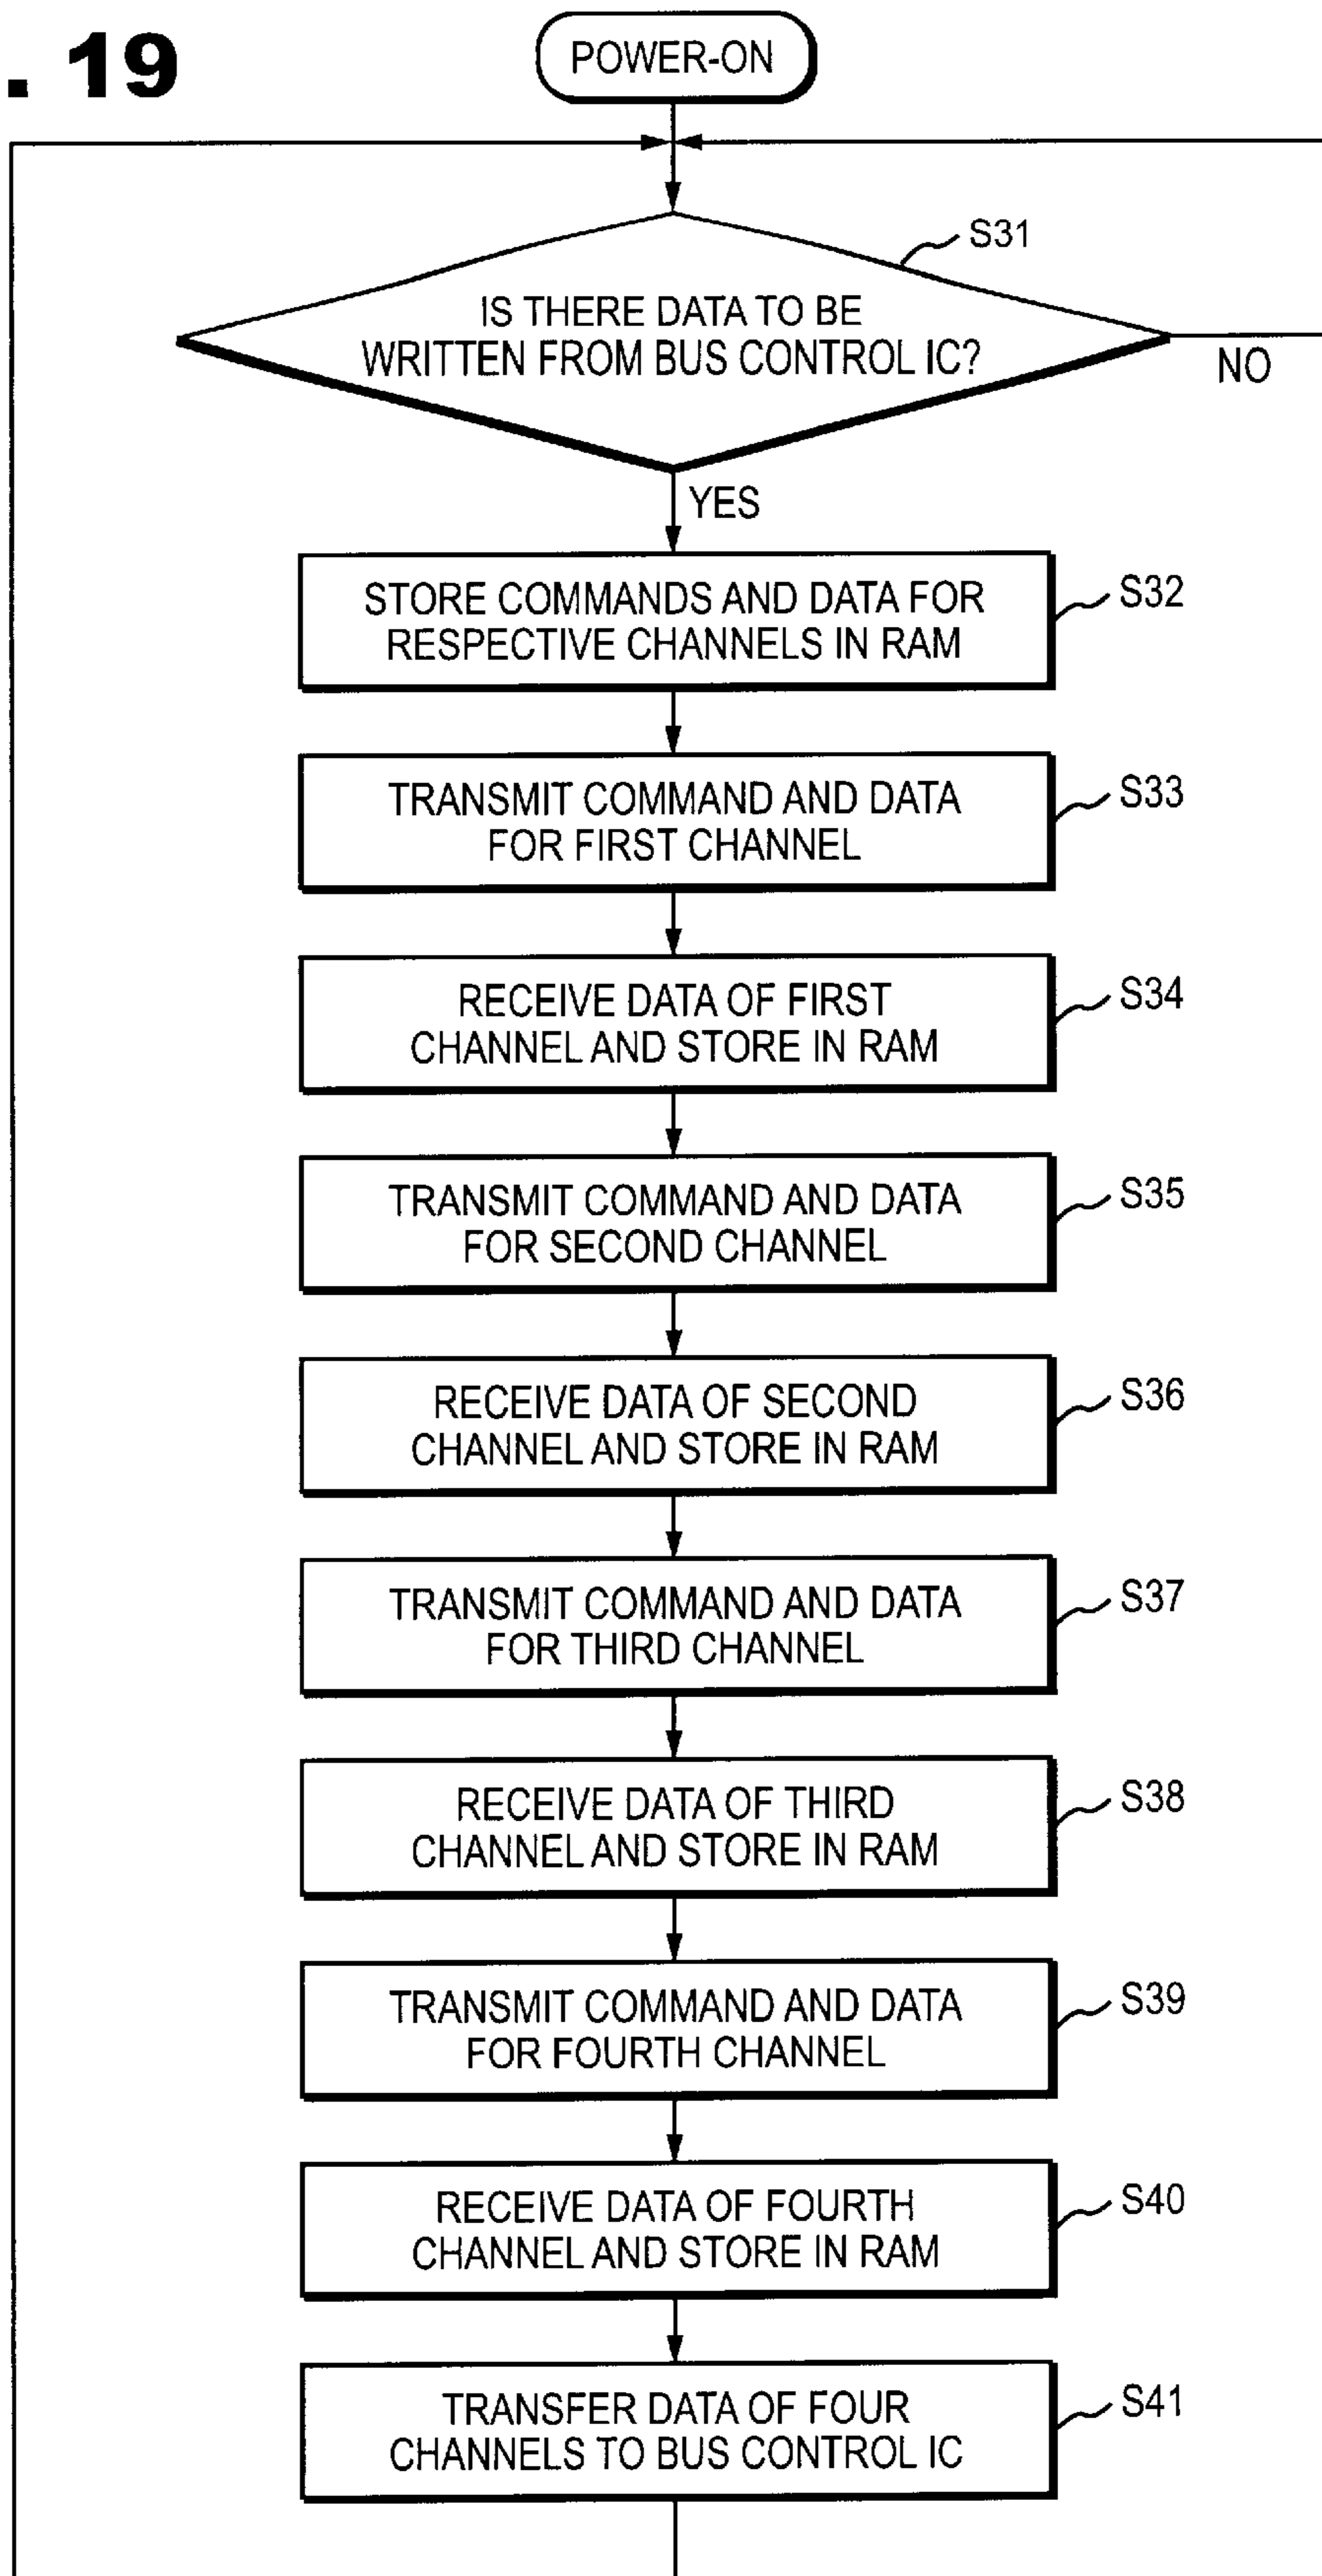 . 19
POWER-ON
S31
IS THERE DATA TO BE
WRITTEN FROM BUS CONTROL IC?
NO
YES
STORE COMMANDS AND DATA FOR
RESPECTIVE CHANNELS IN RAM
S32
TRANSMIT COMMAND AND DATA
FOR FIRST CHANNEL
S33
RECEIVE DATA OF FIRST
CHANNEL AND STORE IN RAM
S34
TRANSMIT COMMAND AND DATA
FOR SECOND CHANNEL
S35
RECEIVE DATA OF SECOND
CHANNEL AND STORE IN RAM
S36
TRANSMIT COMMAND AND DATA
FOR THIRD CHANNEL
S37
RECEIVE DATA OF THIRD
CHANNEL AND STORE IN RAM
S38
TRANSMIT COMMAND AND DATA
FOR FOURTH CHANNEL
S39
RECEIVE DATA OF FOURTH
CHANNEL AND STORE IN RAM
S40
TRANSFER DATA OF FOUR
CHANNELS TO BUS CONTROL IC
S41